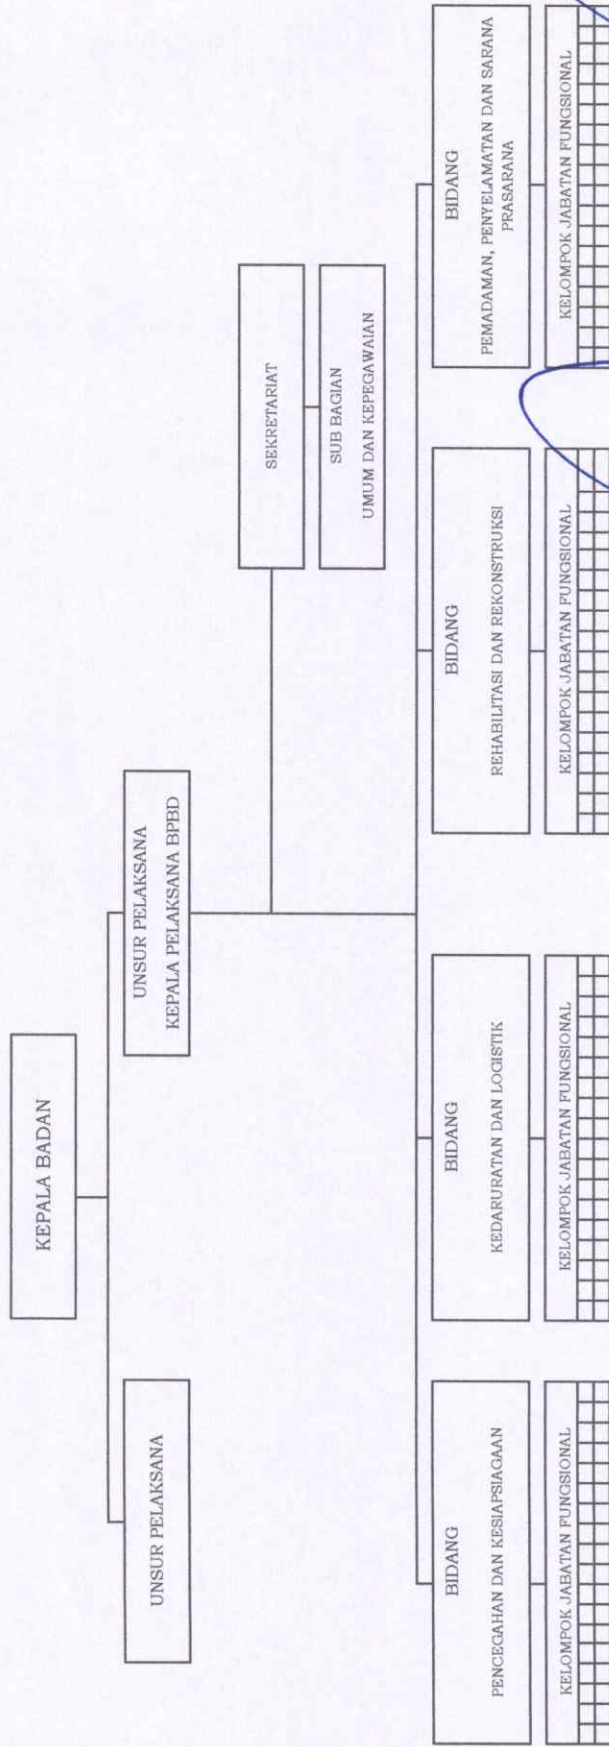 KEPALA BADAN
UNSUR PELAKSANA
UNSUR PELAKSANA
KEPALA PELAKSANA BPBD
SEKRETARIAT
SUB BAGIAN
UMUM DAN KEPEGAWAIAN
BIDANG
PENCEGAHAN DAN KESIAPSIAGAAN
KELOMPOK JABATAN FUNGSIONAL
BIDANG
KEDARURATAN DAN LOGISTIK
KELOMPOK JABATAN FUNGSIONAL
BIDANG
REHABILITASI DAN REKONSTRUKSI
KELOMPOK JABATAN FUNGSIONAL
BIDANG
PEMADAMAN, PENYELAMATAN DAN SARANA
PRASARANA
KELOMPOK JABATAN FUNGSIONAL